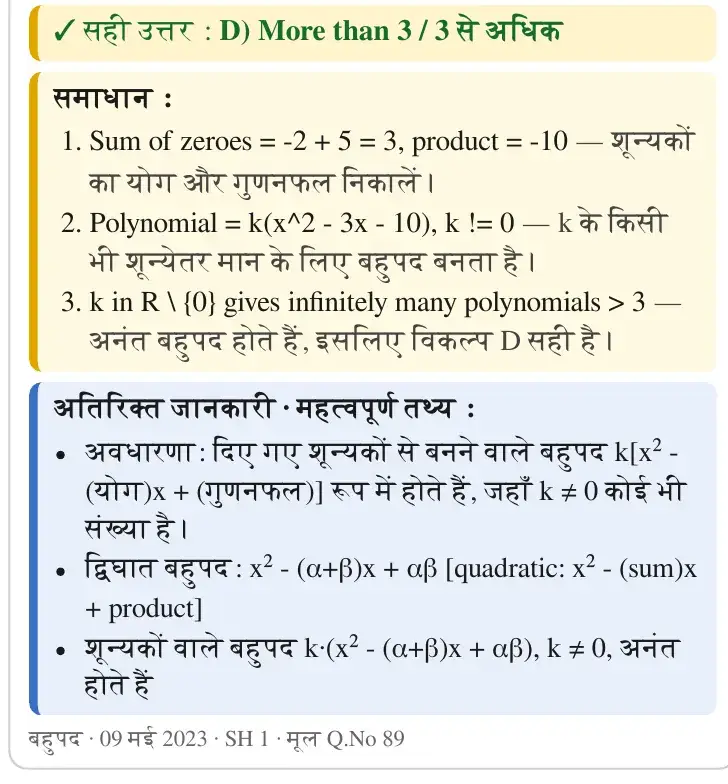 ✓ सही उत्तर : D) More than 3 / 3 से अधिक
समाधान :
1. Sum of zeroes = -2 + 5 = 3, product = -10 — शून्यकों
का योग और गुणनफल निकालें।
2. Polynomial = k(x^2 - 3x - 10), k != 0 — k के किसी
भी शून्येतर मान के लिए बहुपद बनता है।
3. k in R \ {0} gives infinitely many polynomials > 3 —
अनंत बहुपद होते हैं, इसलिए विकल्प D सही है।
अतिरिक्त जानकारी · महत्वपूर्ण तथ्य :
• अवधारणा : दिए गए शून्यकों से बनने वाले बहुपद k[x² -
(योग)x + (गुणनफल)] रूप में होते हैं, जहाँ k ≠ 0 कोई भी
संख्या है।
• द्विघात बहुपद : x² - (α+β)x + αβ [quadratic: x² - (sum)x
+ product]
• शून्यकों वाले बहुपद k·(x² - (α+β)x + αβ), k ≠ 0, अनंत
होते हैं
बहुपद · 09 मई 2023 · SH 1 · मूल Q.No 89